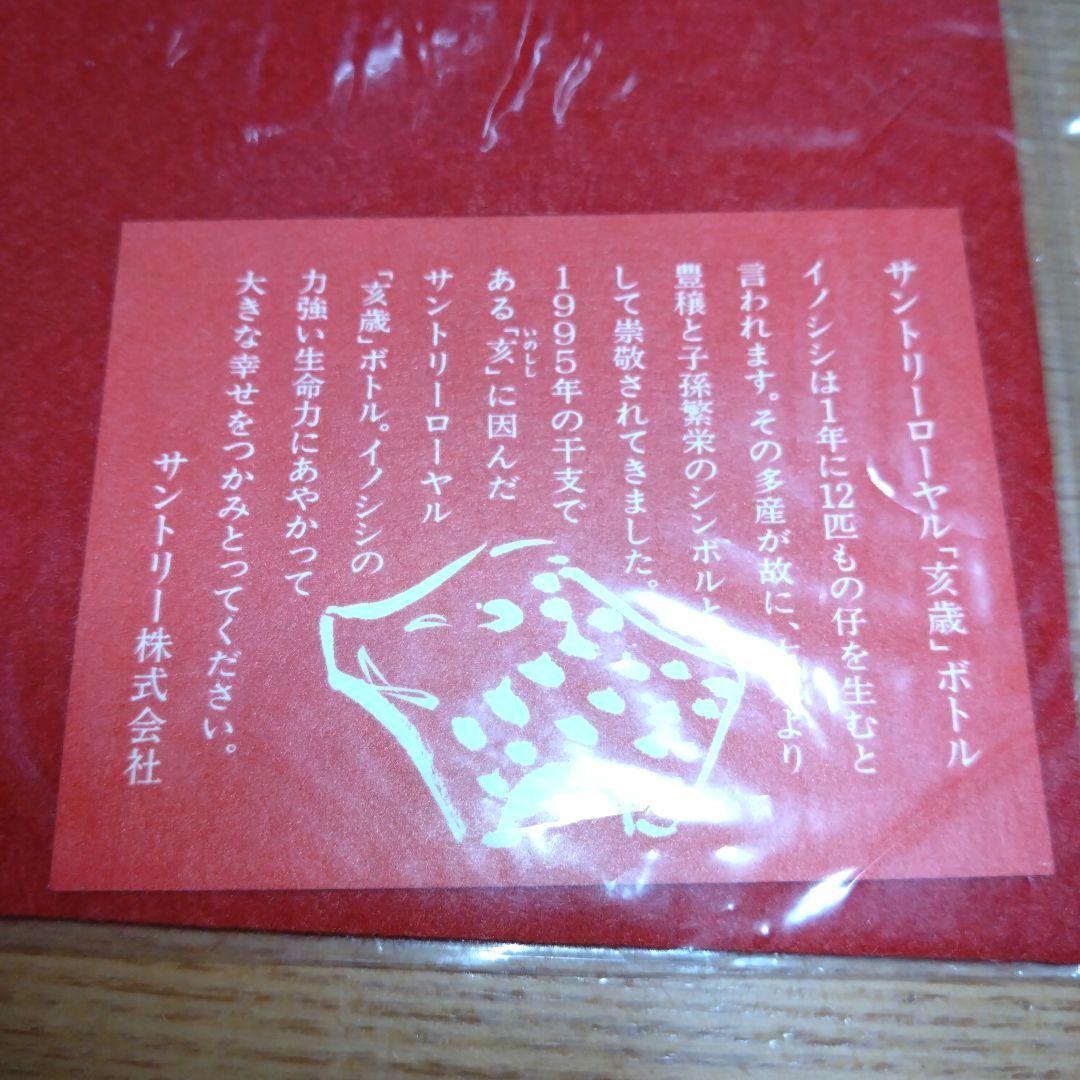 サントリーローヤル「亥歳」ボトル
イノシシは1年に12匹もの仔を生むと
言われます。その多産が故に、より
豊穣と子孫繁栄のシンボルと
して崇敬されてきました。
1995年の干支で
ある「亥」に因んだ
いのしし
サントリーローヤル
「亥歳」ボトル。イノシシの
力強い生命力にあやかって
大きな幸せをつかみとってください。
サントリー株式会社